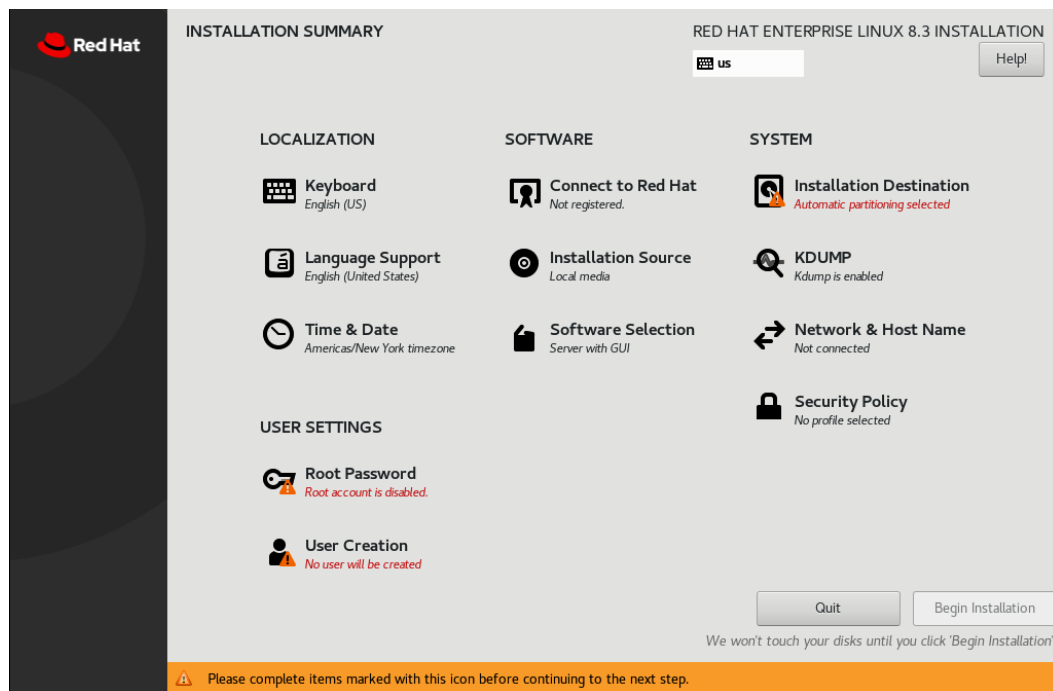 Red Hat
INSTALLATION SUMMARY
RED HAT ENTERPRISE LINUX 8.3 INSTALLATION
us
Help!
LOCALIZATION
Keyboard
English (US)
Language Support
English (United States)
Time & Date
Americas/New York timezone
SOFTWARE
Connect to Red Hat
Not registered.
Installation Source
Local media
Software Selection
Server with GUI
SYSTEM
Installation Destination
Automatic partitioning selected
KDUMP
Kdump is enabled
Network & Host Name
Not connected
Security Policy
No profile selected
USER SETTINGS
Root Password
Root account is disabled.
User Creation
No user will be created
Quit
Begin Installation
We won't touch your disks until you click 'Begin Installation'
Please complete items marked with this icon before continuing to the next step.